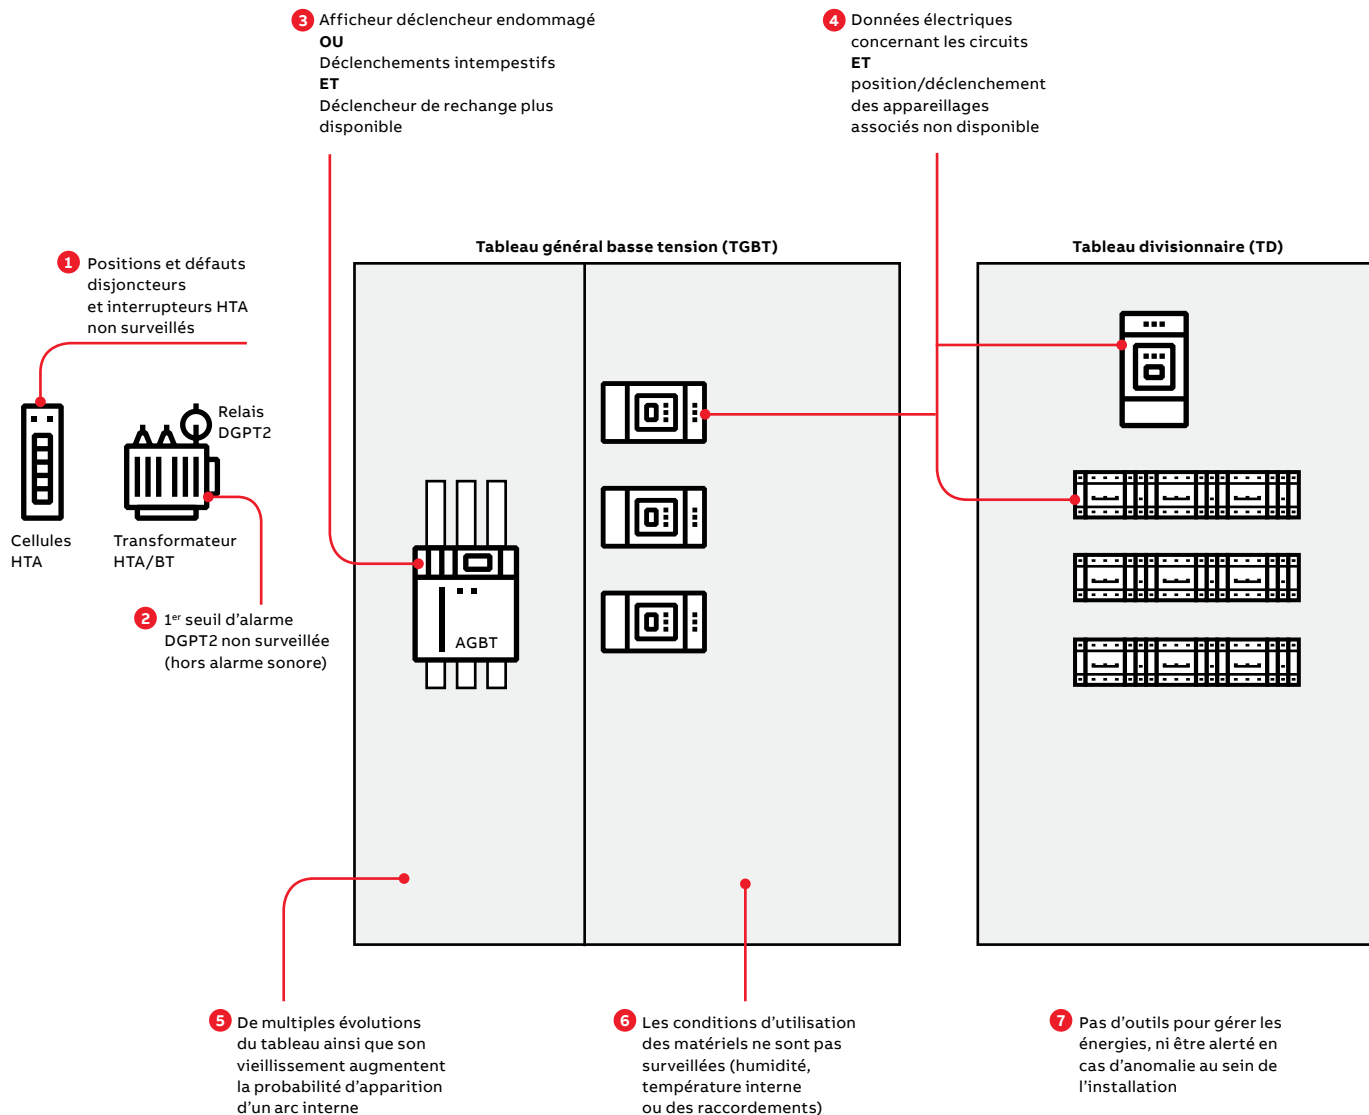 3 Afficheur déclencheur endommagé
OU
Déclenchements intempestifs
ET
Déclencheur de rechange plus
disponible
4 Données électriques
concernant les circuits
ET
position/déclenchement
des appareillages
associés non disponible
Tableau général basse tension (TGBT)
Tableau divisionnaire (TD)
1 Positions et défauts
disjoncteurs
et interrupteurs HTA
non surveillés
Relais
DGPT2
Cellules
HTA
Transformateur
HTA/BT
2 1er seuil d'alarme
DGPT2 non surveillée
(hors alarme sonore)
AGBT
5 De multiples évolutions
du tableau ainsi que son
vieillissement augmentent
la probabilité d'apparition
d'un arc interne
6 Les conditions d'utilisation
des matériels ne sont pas
surveillées (humidité,
température interne
ou des raccordements)
7 Pas d'outils pour gérer les
énergies, ni être alerté en
cas d'anomalie au sein de
l'installation